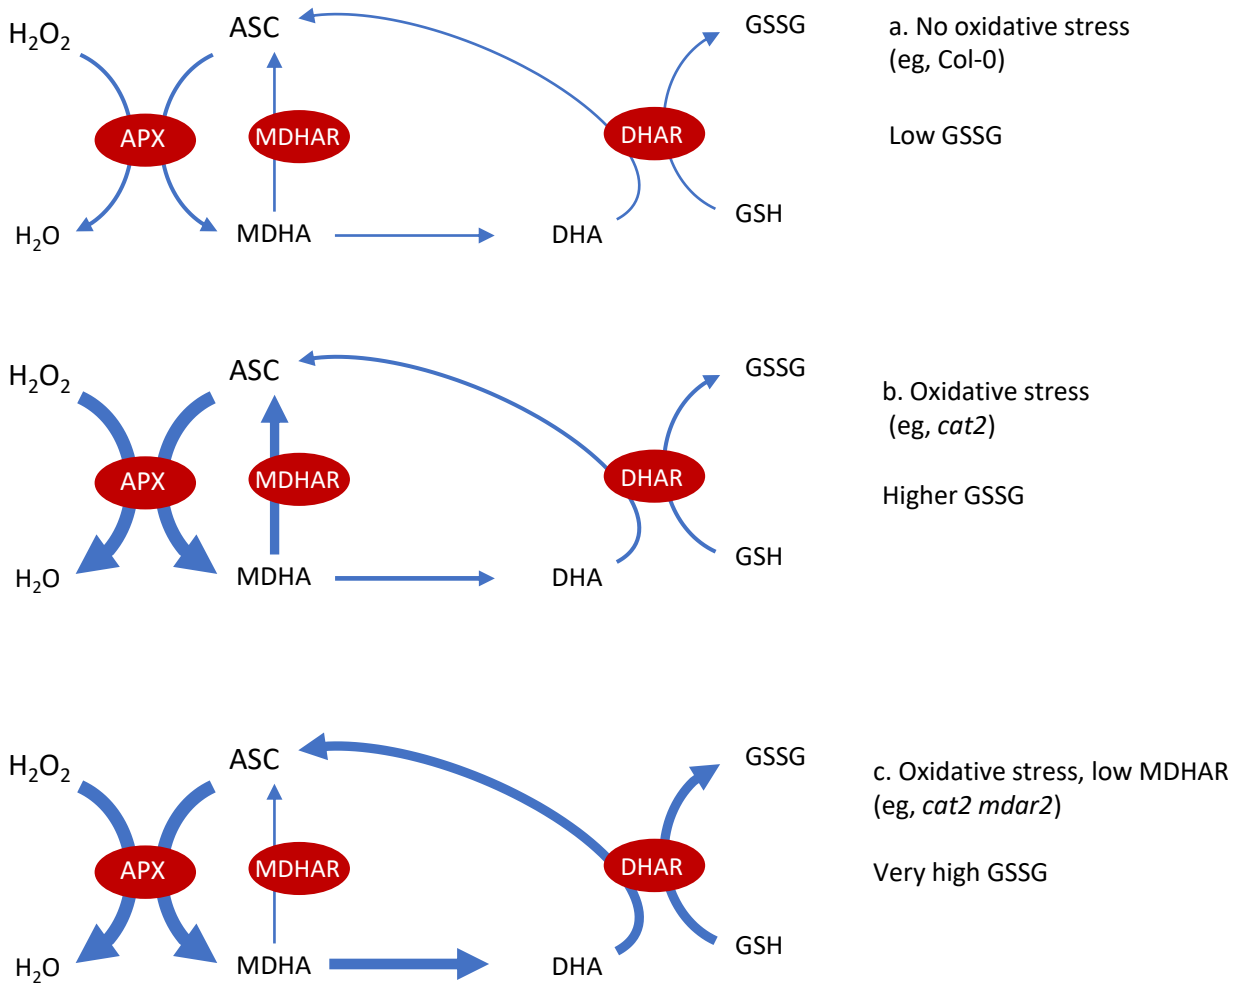 H₂O₂
ASC
GSSG
a. No oxidative stress
(eg, Col-0)
APX
MDHAR
DHAR
Low GSSG
H₂O
MDHA
DHA
GSH
H₂O₂
ASC
GSSG
b. Oxidative stress
(eg, cat2)
APX
MDHAR
DHAR
Higher GSSG
H₂O
MDHA
DHA
GSH
H₂O₂
ASC
GSSG
c. Oxidative stress, low MDHAR
(eg, cat2 mdar2)
APX
MDHAR
DHAR
Very high GSSG
H₂O
MDHA
DHA
GSH